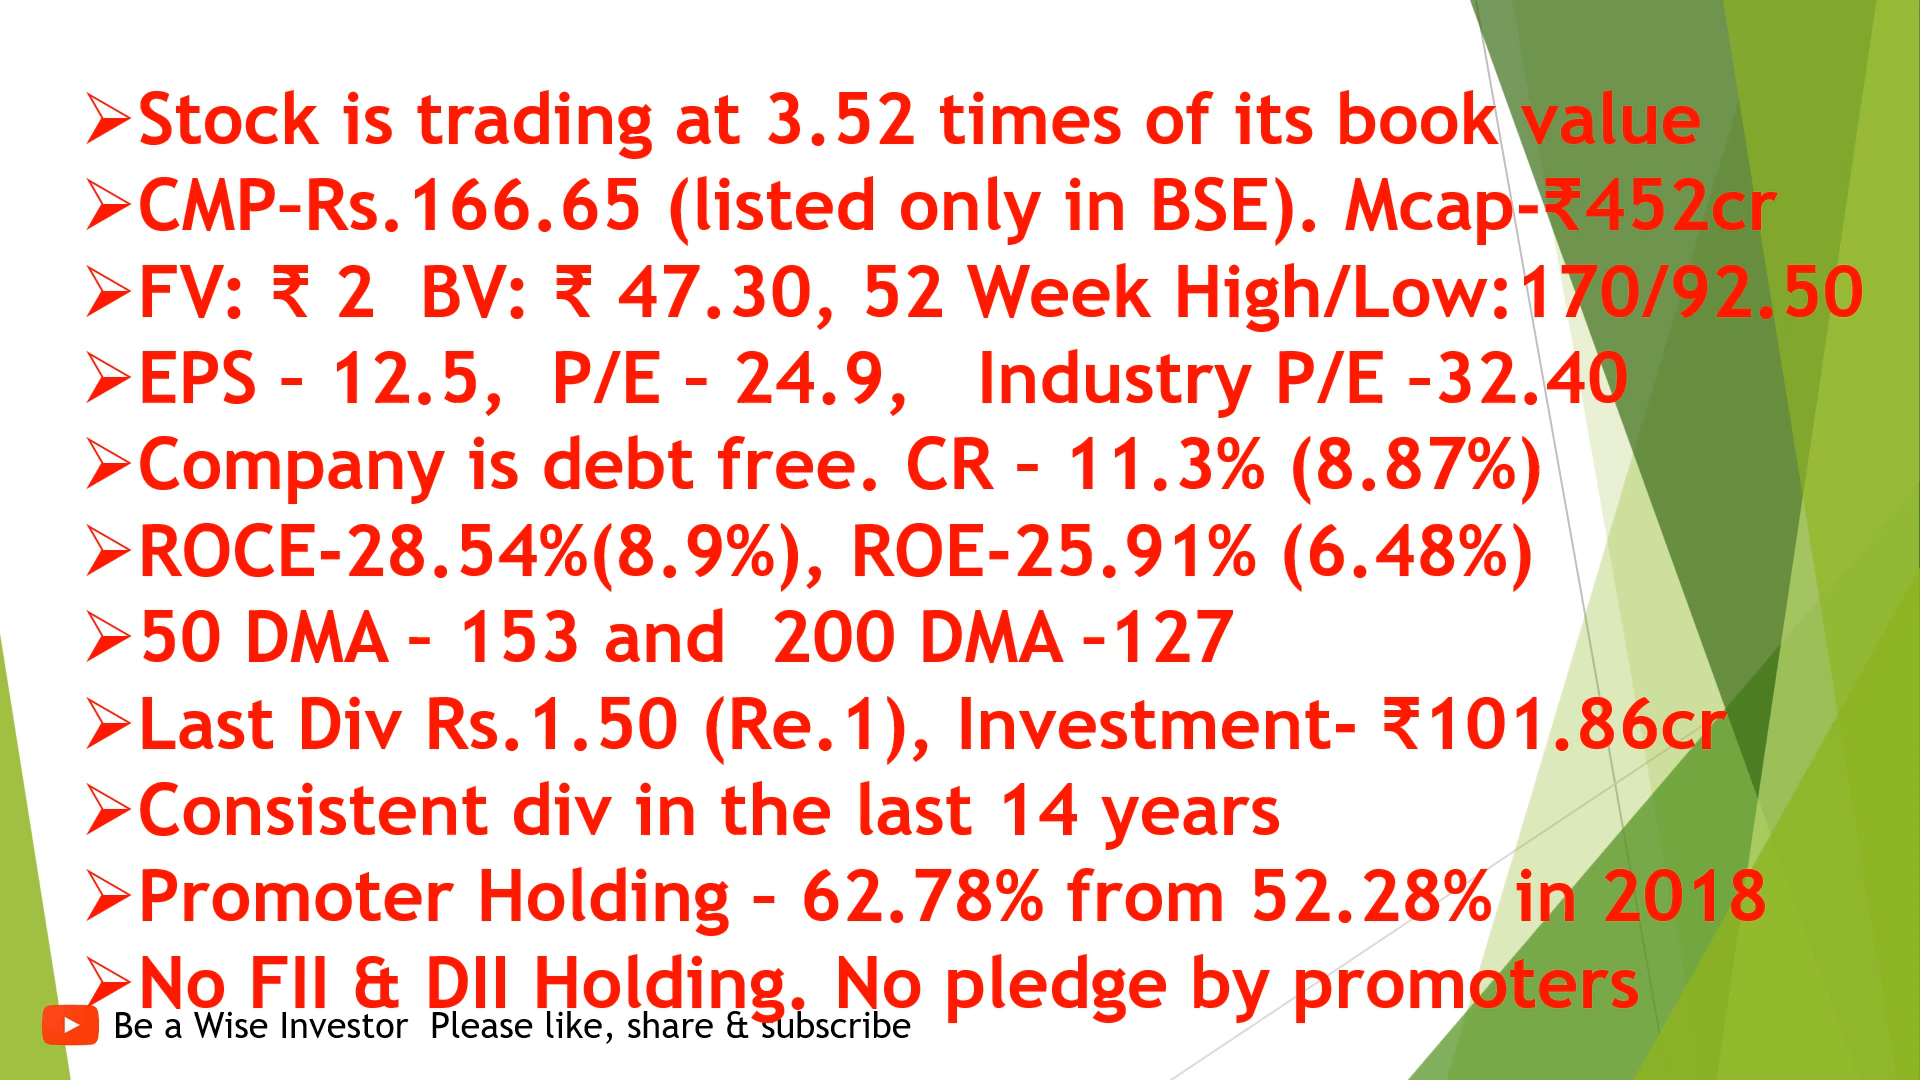 ➢Stock is trading at 3.52 times of its book value
➢CMP–Rs.166.65 (listed only in BSE). Mcap-₹452cr
➢FV: ₹ 2  BV: ₹ 47.30, 52 Week High/Low:170/92.50
➢EPS – 12.5,  P/E – 24.9,   Industry P/E –32.40
➢Company is debt free. CR – 11.3% (8.87%)
➢ROCE-28.54%(8.9%), ROE-25.91% (6.48%)
➢50 DMA – 153 and  200 DMA –127
➢Last Div Rs.1.50 (Re.1), Investment- ₹101.86cr
➢Consistent div in the last 14 years
➢Promoter Holding – 62.78% from 52.28% in 2018
➢No FII & DII Holding. No pledge by promoters
Be a Wise Investor  Please like, share & subscribe